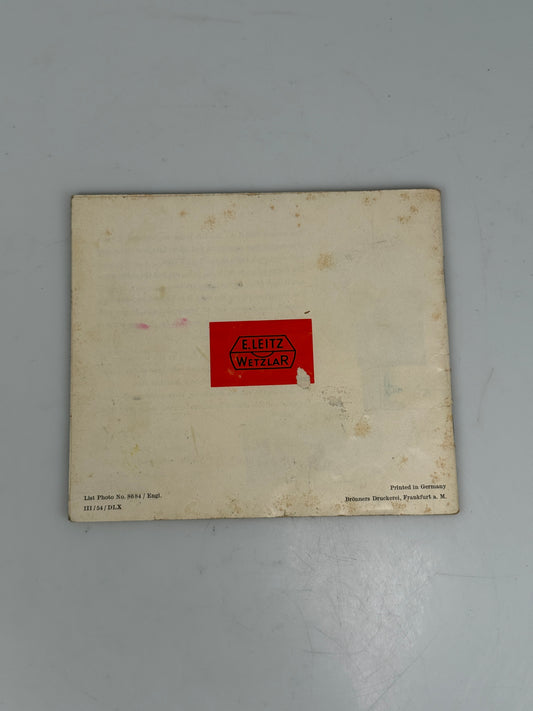 E. LEITZ
WETZLAR
List Photo No. 8684 / Engl.
III / 54 / DLX
Printed in Germany
Brönners Druckerei, Frankfurt a. M.